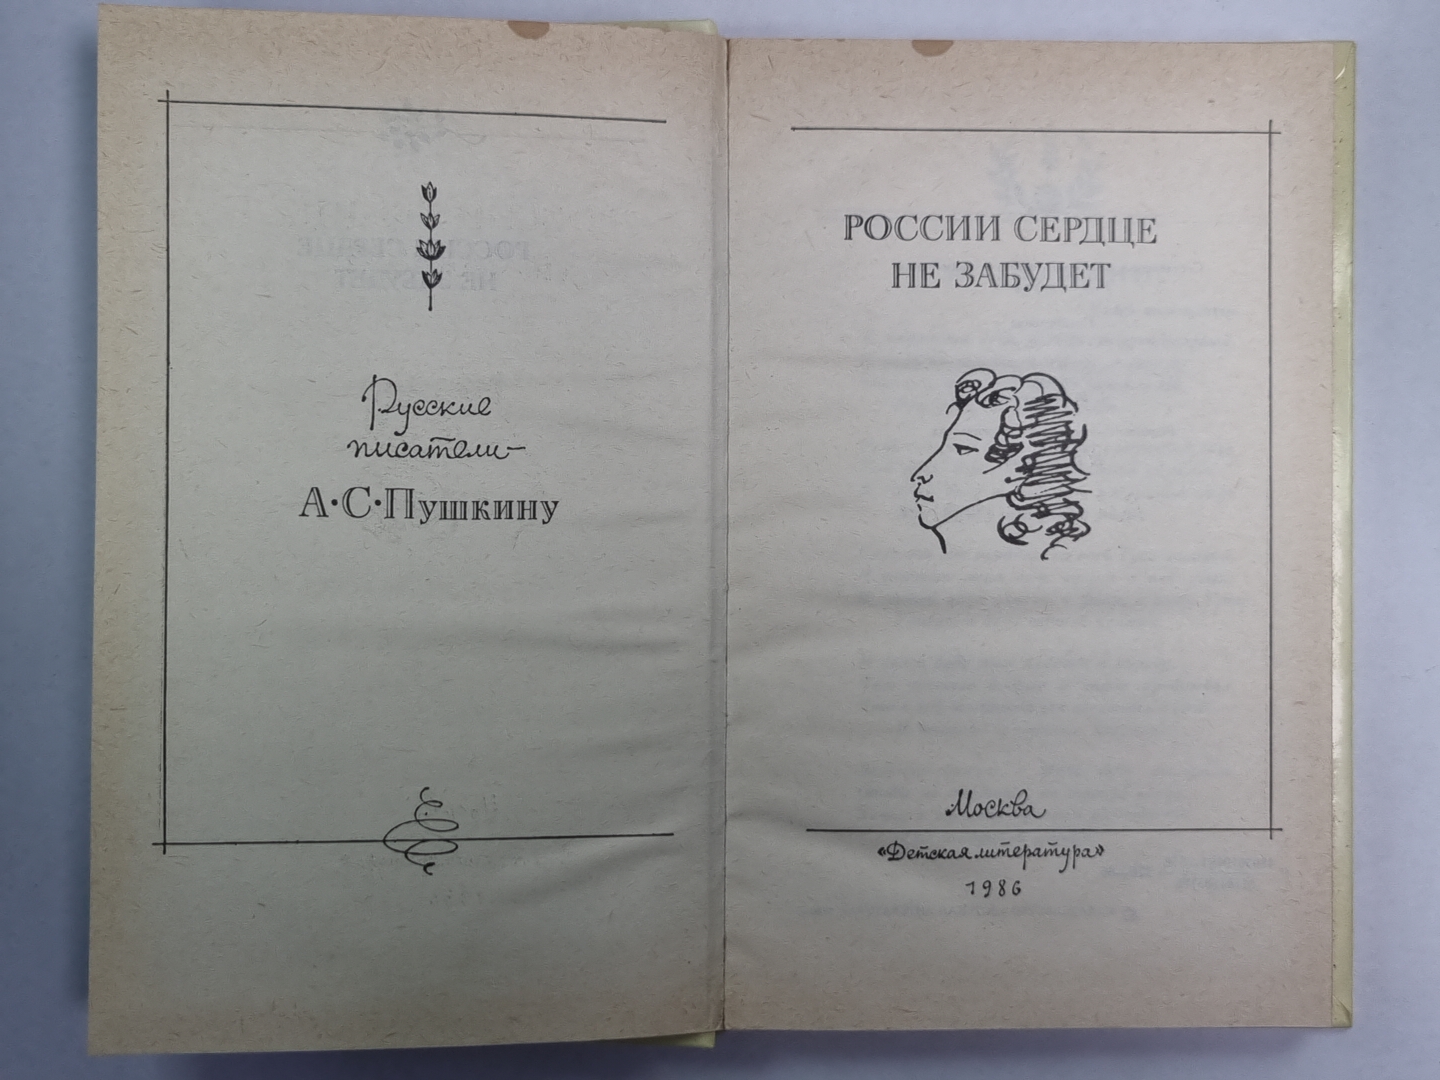 Русские
писатели-
А·С·Пушкину
РОССИИ СЕРДЦЕ
НЕ ЗАБУДЕТ
Москва
«Детская литература»
1986